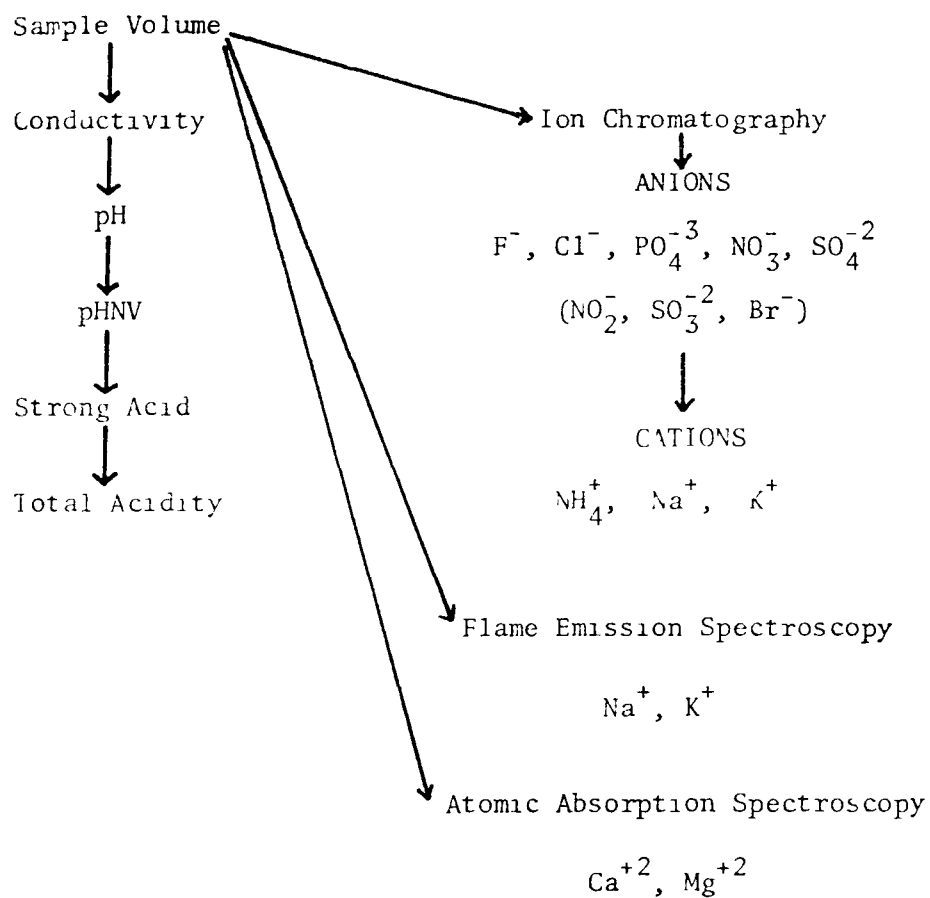 Sample Volume
Conductivity
pH
pHNV
Strong Acid
Total Acidity
Ion Chromatography
ANIONS
F⁻, Cl⁻, PO₄⁻³, NO₃⁻, SO₄⁻²
(NO₂⁻, SO₃⁻², Br⁻)
CATIONS
NH₄⁺, Na⁺, K⁺
Flame Emission Spectroscopy
Na⁺, K⁺
Atomic Absorption Spectroscopy
Ca⁺², Mg⁺²